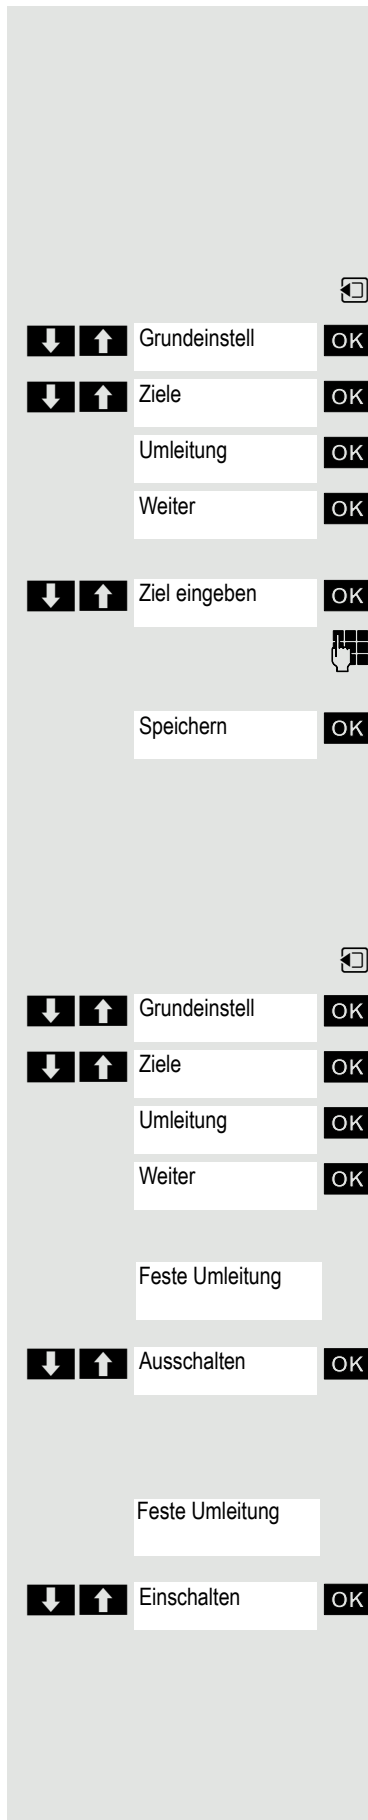 Grundeinstell OK
Ziele OK
Umleitung OK
Weiter OK
Ziel eingeben OK
Speichern OK
Grundeinstell OK
Ziele OK
Umleitung OK
Weiter OK
Feste Umleitung
Ausschalten OK
Feste Umleitung
Einschalten OK